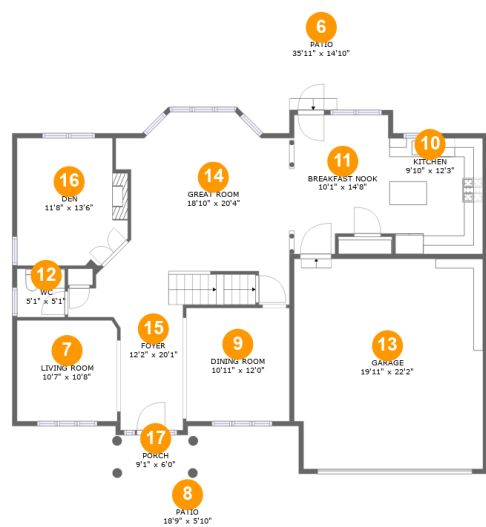 6
PATIO
35'11" x 14'10"
10
KITCHEN
9'10" x 12'3"
11
BREAKFAST NOOK
10'1" x 14'8"
16
DEN
11'8" x 13'6"
14
GREAT ROOM
18'10" x 20'4"
12
WC
5'1" x 5'1"
15
FOYER
12'2" x 20'1"
7
LIVING ROOM
10'7" x 10'8"
9
DINING ROOM
10'11" x 12'0"
13
GARAGE
19'11" x 22'2"
17
PORCH
9'1" x 6'0"
8
PATIO
18'9" x 5'10"